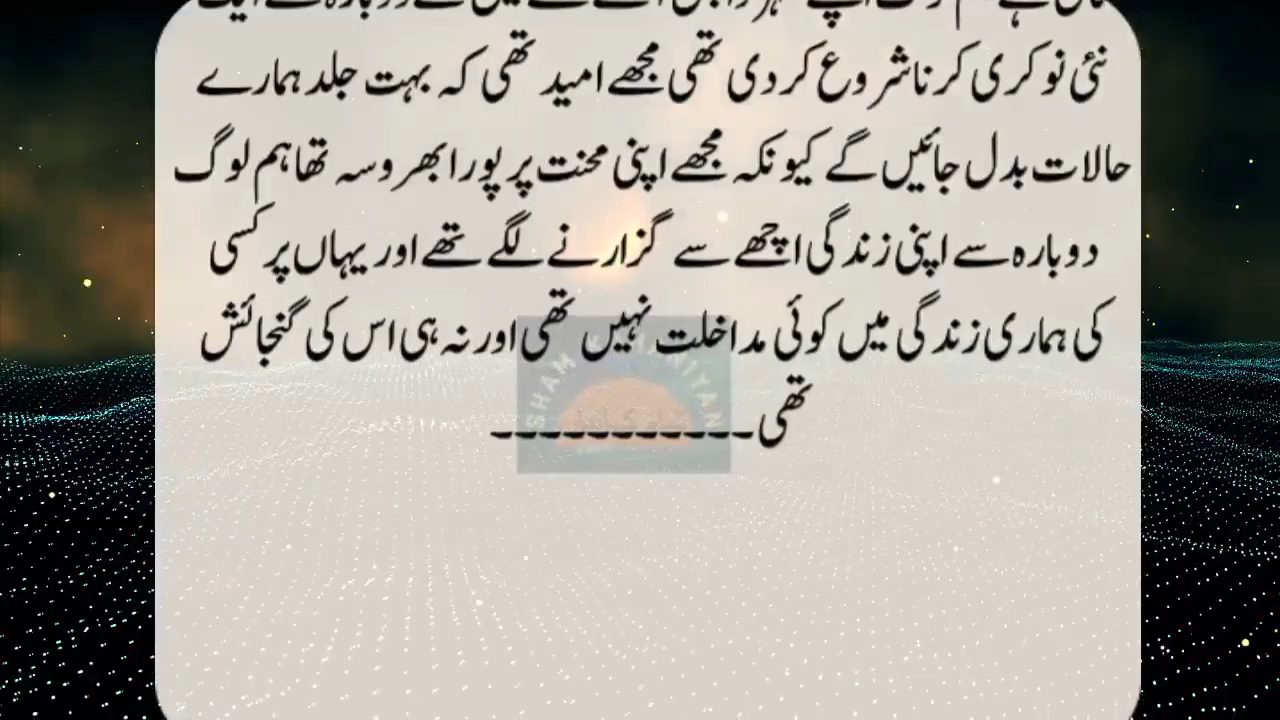 نئی نوکری کرنا شروع کر دی تھی مجھے امید تھی کہ بہت جلد ہمارے
حالات بدل جائیں گے کیونکہ مجھے اپنی محنت پر پورا بھروسہ تھا ہم لوگ
دوبارہ سے اپنی زندگی اچھے سے گزارنے لگے تھے اور یہاں پر کسی
کی ہماری زندگی میں کوئی مداخلت نہیں تھی اور نہ ہی اس کی گنجائش
تھی۔۔۔۔۔۔۔۔۔۔۔
SHAM